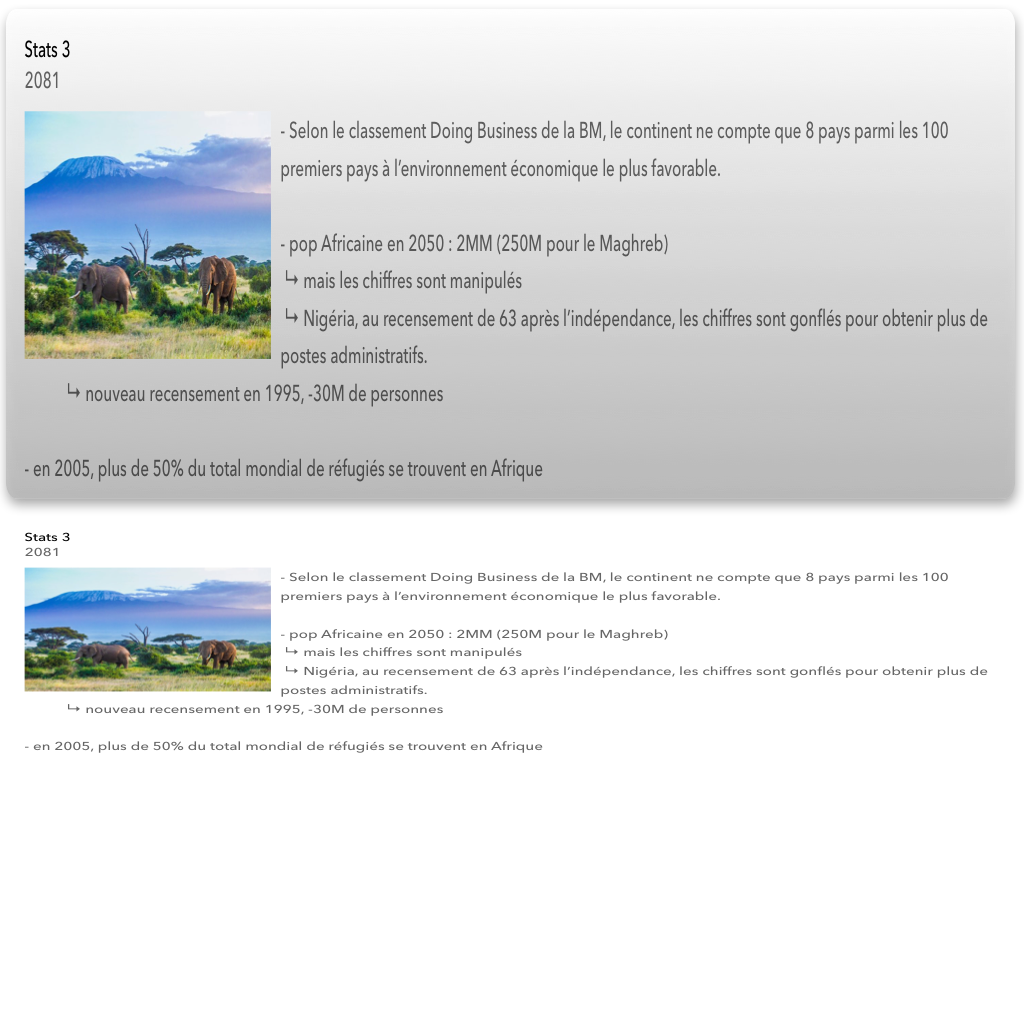 Stats 3
2081
- Selon le classement Doing Business de la BM, le continent ne compte que 8 pays parmi les 100
premiers pays à l’environnement économique le plus favorable.
- pop Africaine en 2050 : 2MM (250M pour le Maghreb)
↳ mais les chiffres sont manipulés
↳ Nigéria, au recensement de 63 après l’indépendance, les chiffres sont gonflés pour obtenir plus de
postes administratifs.
↳ nouveau recensement en 1995, -30M de personnes
- en 2005, plus de 50% du total mondial de réfugiés se trouvent en Afrique
Stats 3
2081
- Selon le classement Doing Business de la BM, le continent ne compte que 8 pays parmi les 100
premiers pays à l’environnement économique le plus favorable.
- pop Africaine en 2050 : 2MM (250M pour le Maghreb)
↳ mais les chiffres sont manipulés
↳ Nigéria, au recensement de 63 après l’indépendance, les chiffres sont gonflés pour obtenir plus de
postes administratifs.
↳ nouveau recensement en 1995, -30M de personnes
- en 2005, plus de 50% du total mondial de réfugiés se trouvent en Afrique